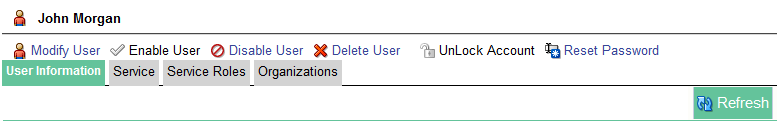 John Morgan
Modify User Enable User Disable User Delete User UnLock Account Reset Password
User Information Service Service Roles Organizations
Refresh